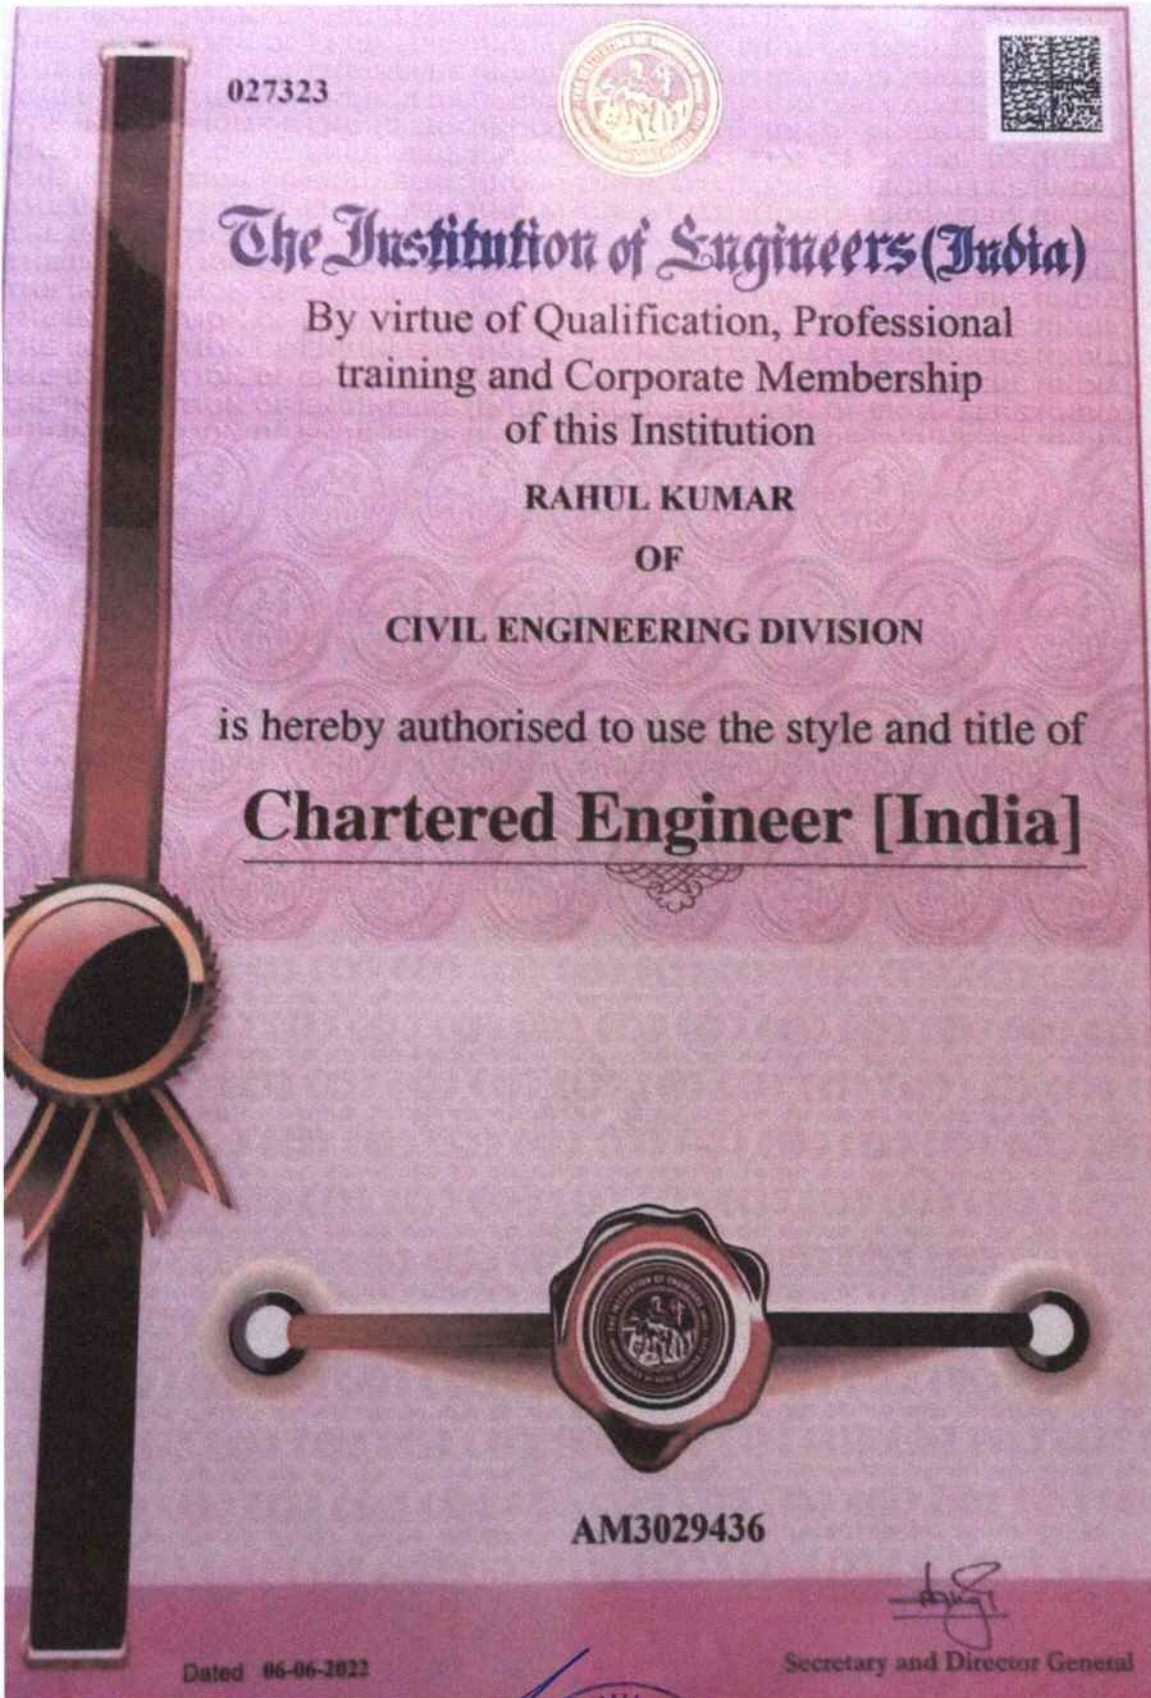 027323
The Institution of Engineers (India)
By virtue of Qualification, Professional
training and Corporate Membership
of this Institution
RAHUL KUMAR
OF
CIVIL ENGINEERING DIVISION
is hereby authorised to use the style and title of
Chartered Engineer [India]
AM3029436
Dated 06-06-2022
Secretary and Director General